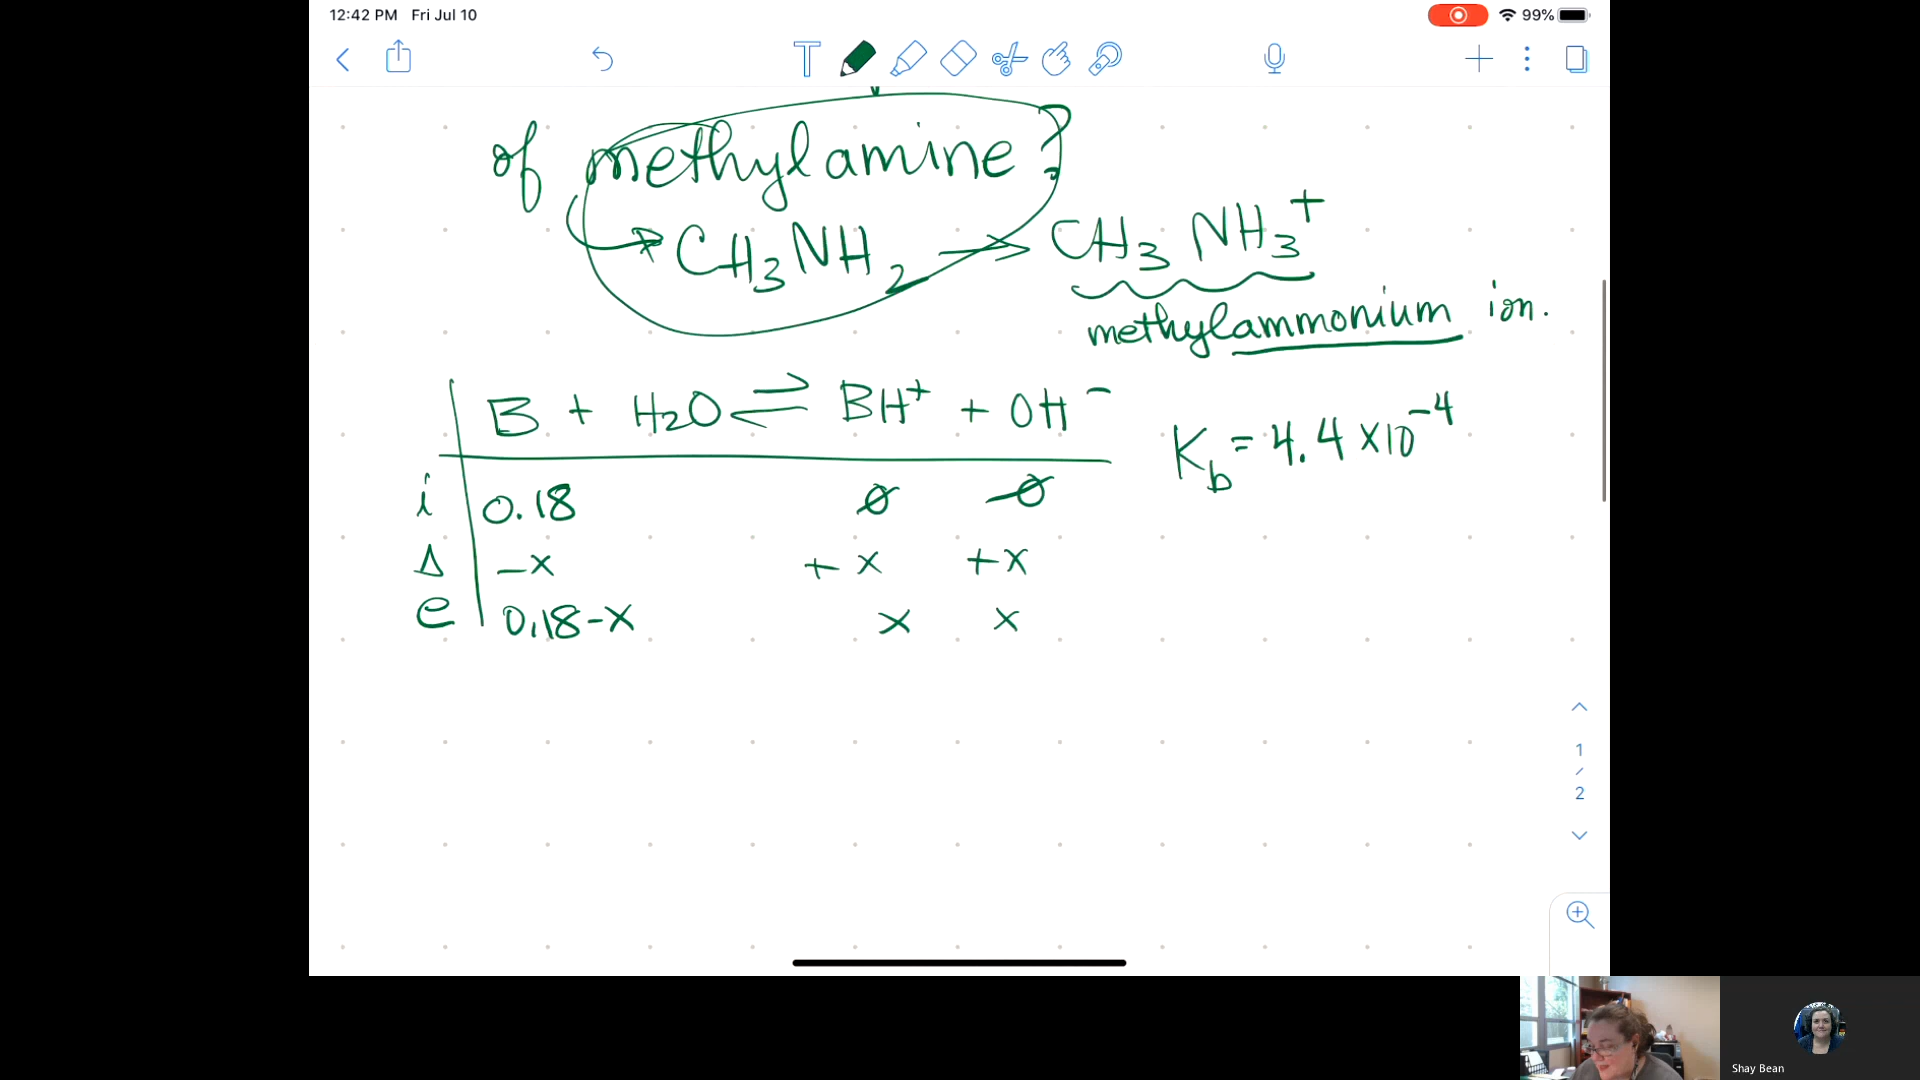 12:42 PM Fri Jul 10
99%
of methylamine?
CH₃NH₂ → CH₃NH₃⁺
methylammonium ion.
B + H₂O ⇌ BH⁺ + OH⁻
K_b = 4.4 × 10⁻⁴
i 0.18 0 0
Δ -x +x +x
e 0.18-x x x
1
/
2
Shay Bean